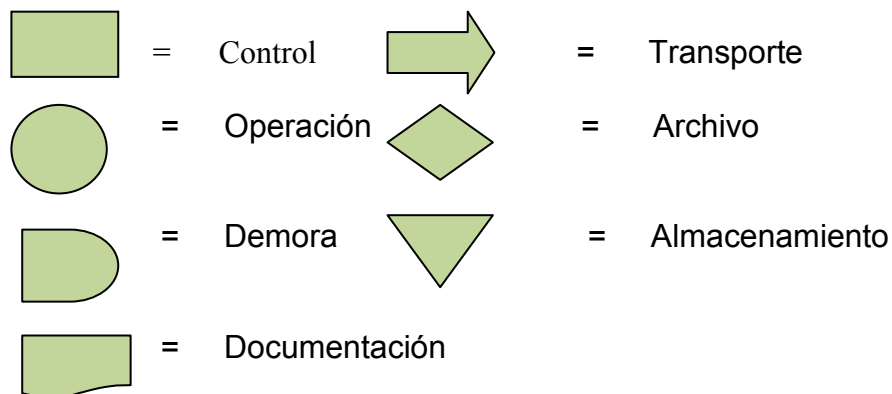 = Control = Transporte
= Operación = Archivo
= Demora = Almacenamiento
= Documentación